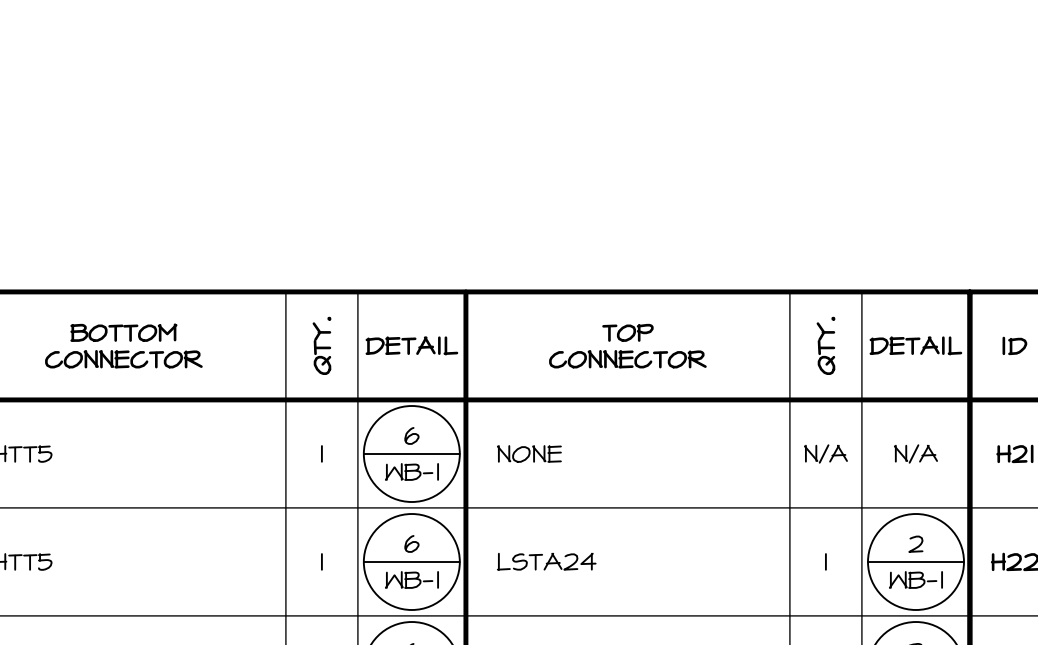 BOTTOM
CONNECTOR
QTY.
DETAIL
TOP
CONNECTOR
QTY.
DETAIL
ID
HTT5
1
6
WB-1
NONE
N/A
N/A
H21
HTT5
1
6
WB-1
LSTA24
1
2
WB-1
H22